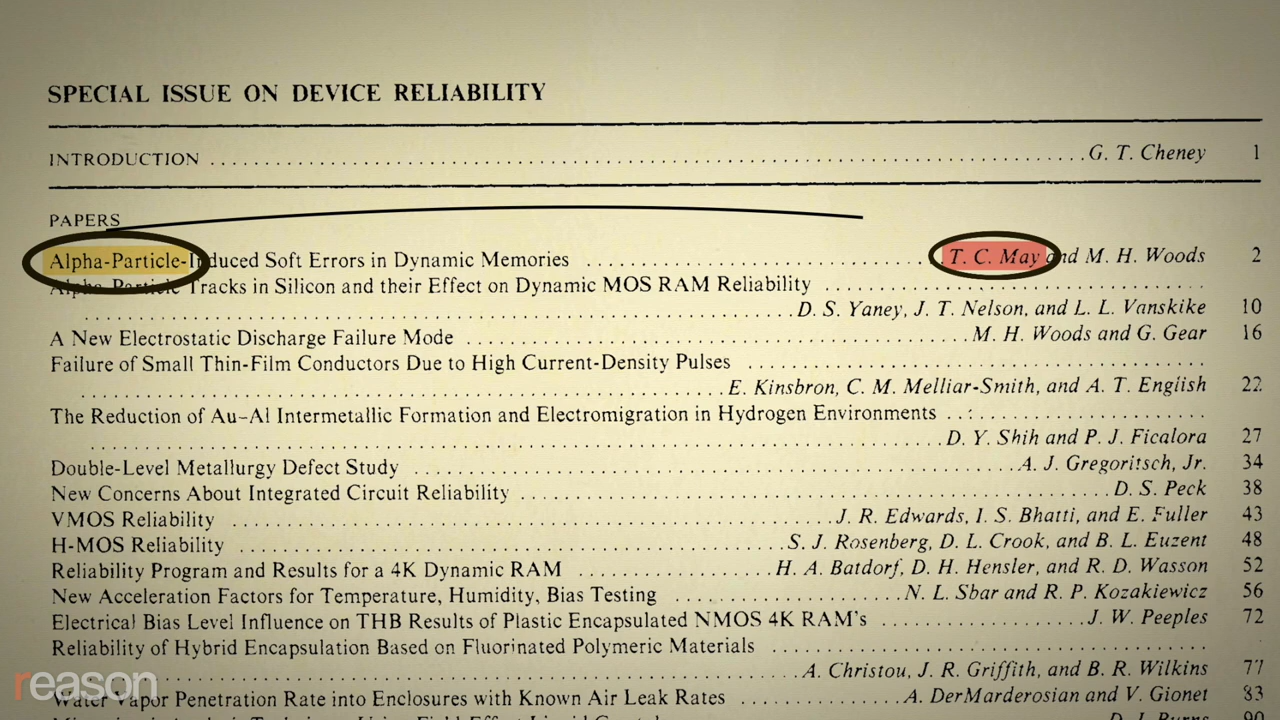 SPECIAL ISSUE ON DEVICE RELIABILITY
INTRODUCTION ........ G. T. Cheney 1
PAPERS
Alpha-Particle-Induced Soft Errors in Dynamic Memories ........ T. C. May and M. H. Woods 2
Alpha-Particle Tracks in Silicon and their Effect on Dynamic MOS RAM Reliability ........
........ D. S. Yaney, J. T. Nelson, and L. L. Vanskike 10
A New Electrostatic Discharge Failure Mode ........ M. H. Woods and G. Gear 16
Failure of Small Thin-Film Conductors Due to High Current-Density Pulses ........
........ E. Kinsbron, C. M. Melliar-Smith, and A. T. English 22
The Reduction of Au–Al Intermetallic Formation and Electromigration in Hydrogen Environments ........
........ D. Y. Shih and P. J. Ficalora 27
Double-Level Metallurgy Defect Study ........ A. J. Gregoritsch, Jr. 34
New Concerns About Integrated Circuit Reliability ........ D. S. Peck 38
VMOS Reliability ........ J. R. Edwards, I. S. Bhatti, and E. Fuller 43
H-MOS Reliability ........ S. J. Rosenberg, D. L. Crook, and B. L. Euzent 48
Reliability Program and Results for a 4K Dynamic RAM ........ H. A. Batdorf, D. H. Hensler, and R. D. Wasson 52
New Acceleration Factors for Temperature, Humidity, Bias Testing ........ N. L. Sbar and R. P. Kozakiewicz 56
Electrical Bias Level Influence on THB Results of Plastic Encapsulated NMOS 4K RAM's ........ J. W. Peeples 72
Reliability of Hybrid Encapsulation Based on Fluorinated Polymeric Materials ........
........ A. Christou, J. R. Griffith, and B. R. Wilkins 77
Water Vapor Penetration Rate into Enclosures with Known Air Leak Rates ........ A. DerMarderosian and V. Gionet 83
reason